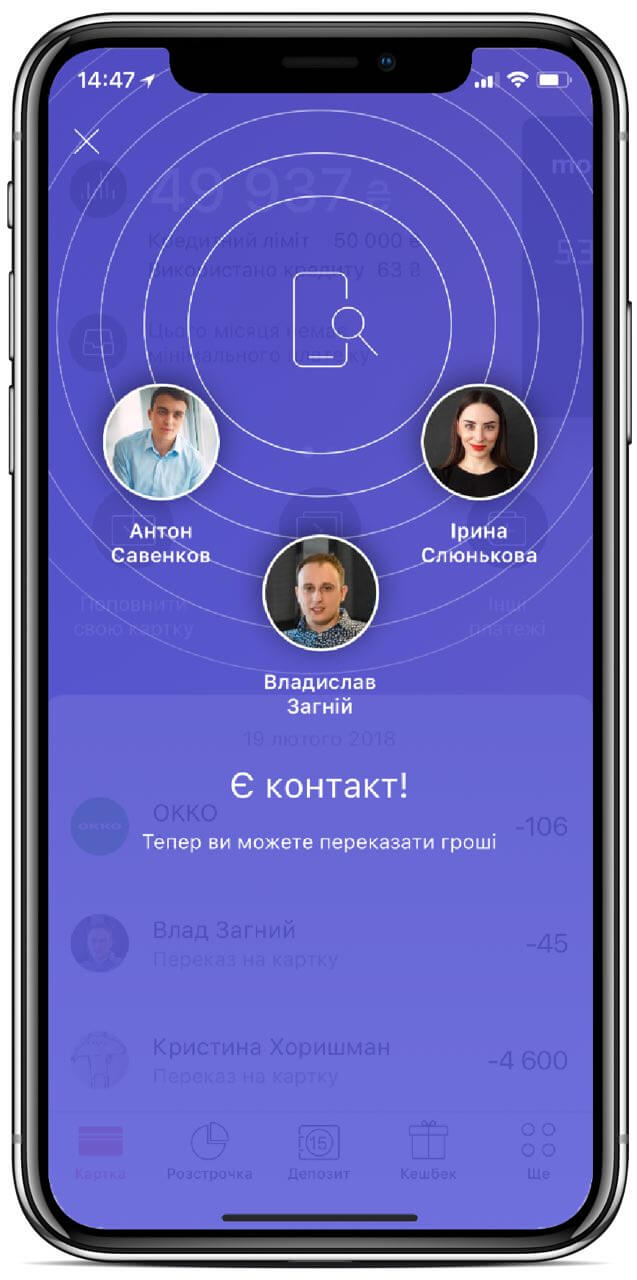 14:47
mo
49 937 ₴
Кредитний ліміт 50 000 ₴
Використано кредиту 63 ₴
53
Цього місяця немає
мінімального платежу
Антон
Савенков
Ірина
Слюнькова
Поповнити
свою картку
Інші
платежі
Владислав
Загній
19 лютого 2018
Є контакт!
OKKO
ОККО
-106
Тепер ви можете переказати гроші
Влад Загний
Переказ на картку
-45
Кристина Хоришман
Переказ на картку
-4 600
15
Картка
Розстрочка
Депозит
Кешбек
Ще